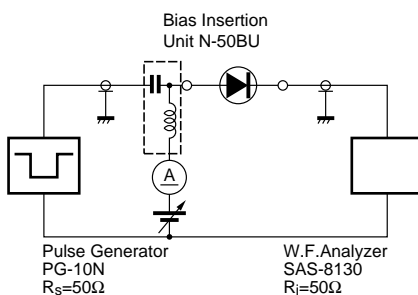 Bias Insertion
Unit N-50BU
A
Pulse Generator
PG-10N
Rs=50Ω
W.F.Analyzer
SAS-8130
Ri=50Ω